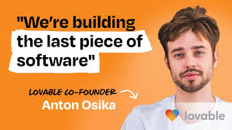 "We're building
the last piece of
software"
LOVABLE CO-FOUNDER
Anton Osika
lovable